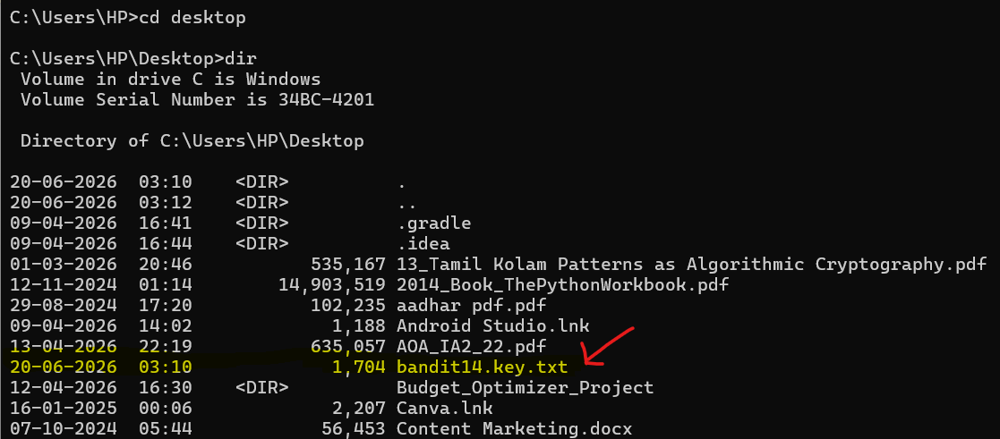 C:\Users\HP>cd desktop
C:\Users\HP\Desktop>dir
 Volume in drive C is Windows
 Volume Serial Number is 34BC-4201
 Directory of C:\Users\HP\Desktop
20-06-2026  03:10    <DIR>          .
20-06-2026  03:12    <DIR>          ..
09-04-2026  16:41    <DIR>          .gradle
09-04-2026  16:44    <DIR>          .idea
01-03-2026  20:46           535,167 13_Tamil Kolam Patterns as Algorithmic Cryptography.pdf
12-11-2024  01:14        14,903,519 2014_Book_ThePythonWorkbook.pdf
29-08-2024  17:20           102,235 aadhar pdf.pdf
09-04-2026  14:02             1,188 Android Studio.lnk
13-04-2026  22:19           635,057 AOA_IA2_22.pdf
20-06-2026  03:10             1,704 bandit14.key.txt
12-04-2026  16:30    <DIR>          Budget_Optimizer_Project
16-01-2025  00:06             2,207 Canva.lnk
07-10-2024  05:44            56,453 Content Marketing.docx